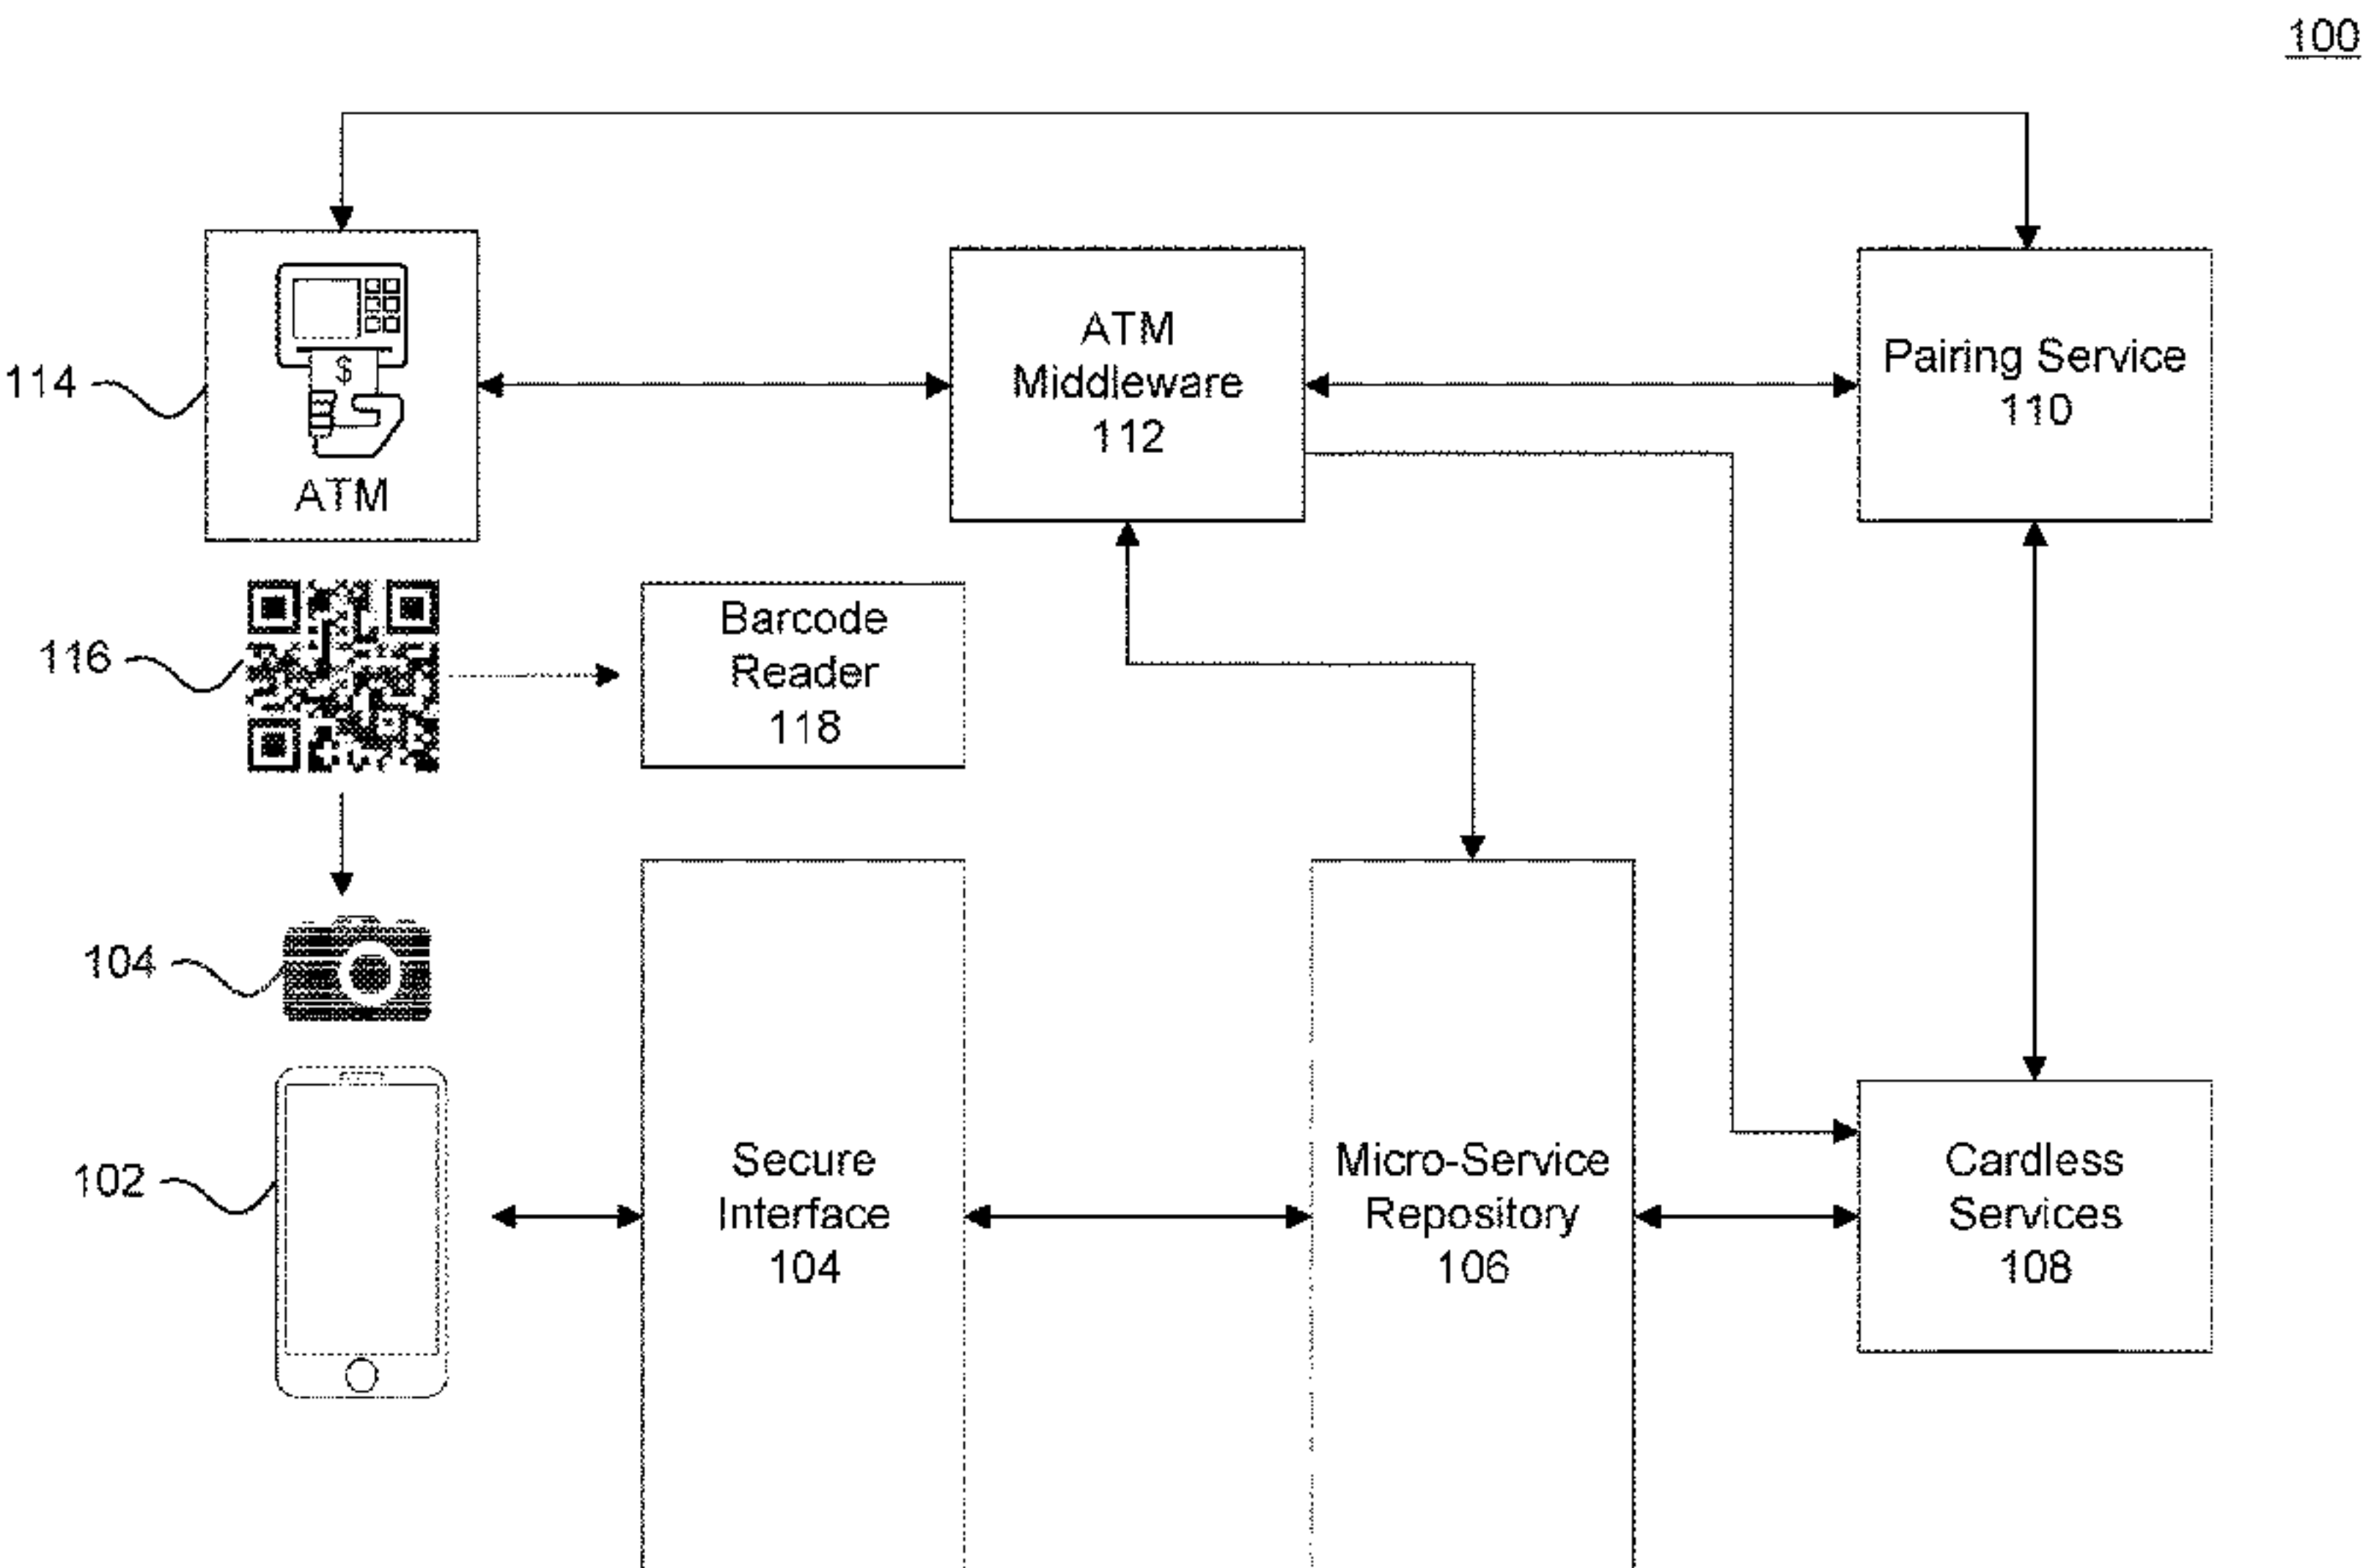 100
114
$
ATM
ATM
Middleware
112
Pairing Service
110
116
Barcode
Reader
118
104
102
Secure
Interface
104
Micro-Service
Repository
106
Cardless
Services
108